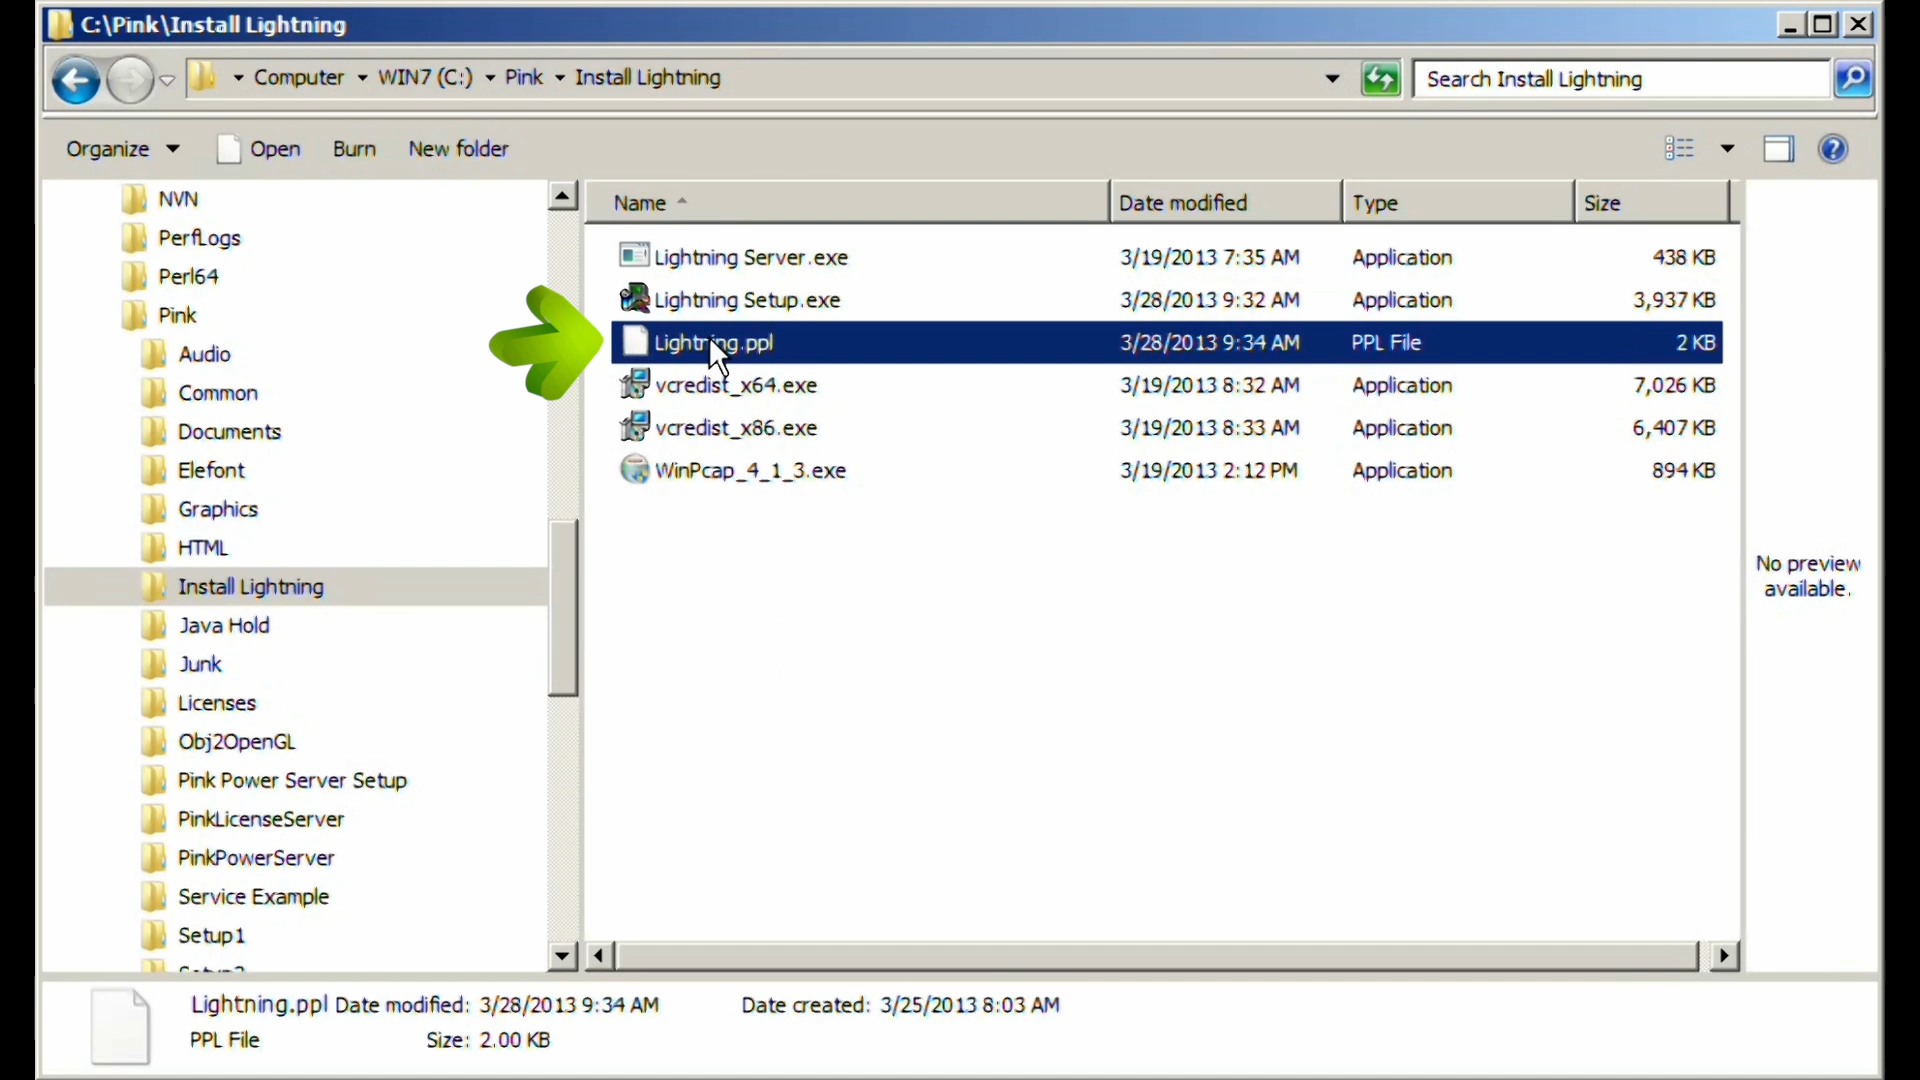 C:\Pink\Install Lightning
Computer WIN7 (C:) Pink Install Lightning
Search Install Lightning
Organize Open Burn New folder
NVN
PerfLogs
Perl64
Pink
Audio
Common
Documents
Elefont
Graphics
HTML
Install Lightning
Java Hold
Junk
Licenses
Obj2OpenGL
Pink Power Server Setup
PinkLicenseServer
PinkPowerServer
Service Example
Setup1
Name Date modified Type Size
Lightning Server.exe 3/19/2013 7:35 AM Application 438 KB
Lightning Setup.exe 3/28/2013 9:32 AM Application 3,937 KB
Lightning.ppl 3/28/2013 9:34 AM PPL File 2 KB
vcredist_x64.exe 3/19/2013 8:32 AM Application 7,026 KB
vcredist_x86.exe 3/19/2013 8:33 AM Application 6,407 KB
WinPcap_4_1_3.exe 3/19/2013 2:12 PM Application 894 KB
No preview
available.
Lightning.ppl Date modified: 3/28/2013 9:34 AM Date created: 3/25/2013 8:03 AM
PPL File Size: 2.00 KB